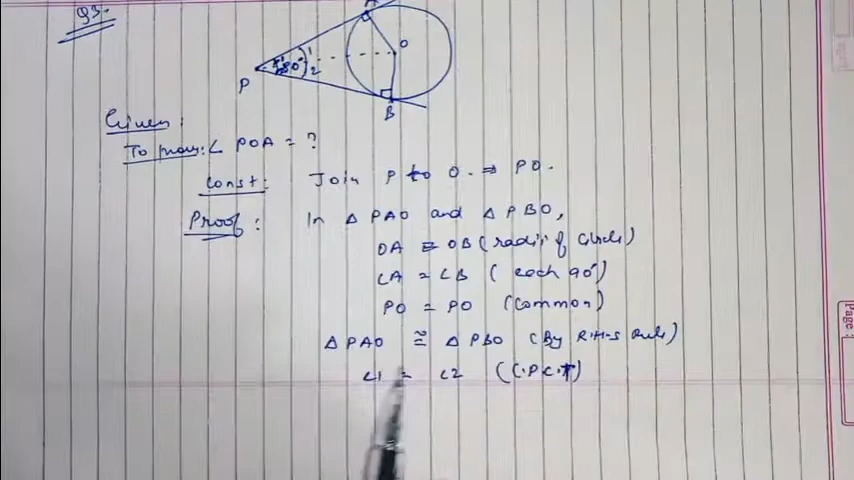 Q3.
A
O
1
80°
2
P
B
Given:
To prove: ∠ POA = ?
Const: Join P to O. ⇒ PO.
Proof: In Δ PAO and Δ PBO,
OA = OB (radii of Circle)
∠A = ∠B (each 90°)
PO = PO (Common)
Δ PAO ≅ Δ PBO (By R.H.S Rule)
∠1 = ∠2 (C.P.C.T)
Page: